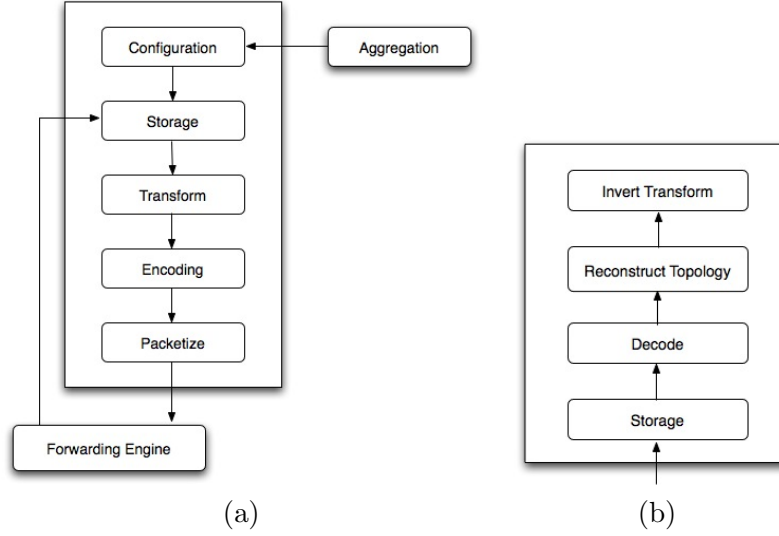 Configuration
Aggregation
Storage
Transform
Encoding
Packetize
Forwarding Engine
(a)
Invert Transform
Reconstruct Topology
Decode
Storage
(b)